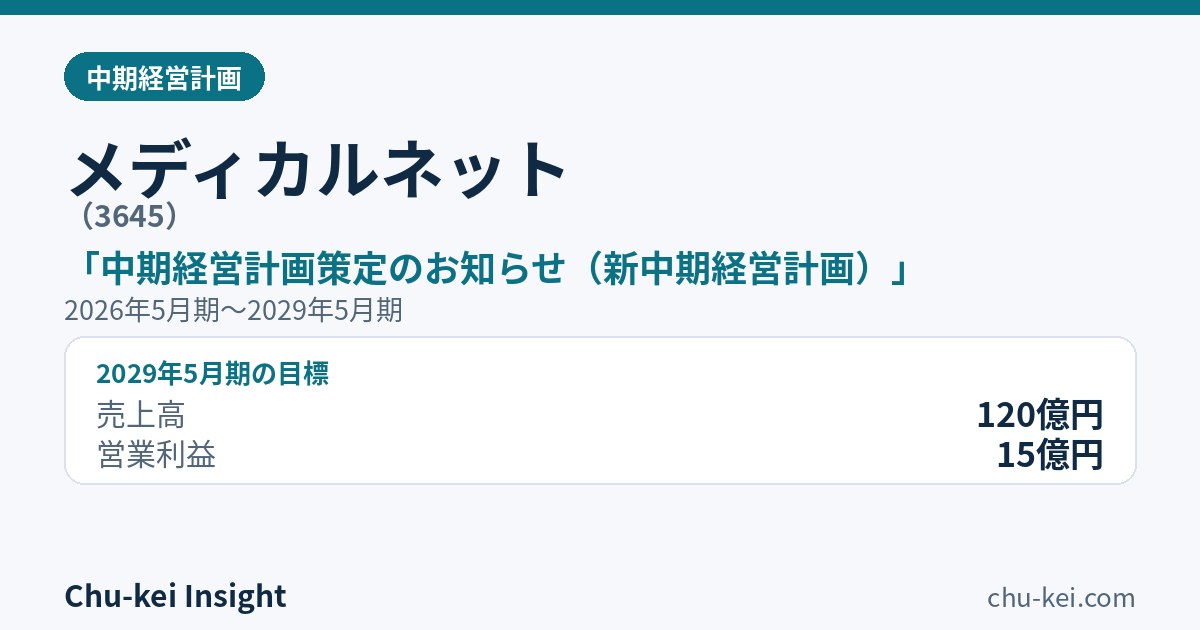 中期経営計画
メディカルネット
（3645）
「中期経営計画策定のお知らせ（新中期経営計画）」
2026年5月期～2029年5月期
2029年5月期の目標
売上高 120億円
営業利益 15億円
Chu-kei Insight chu-kei.com